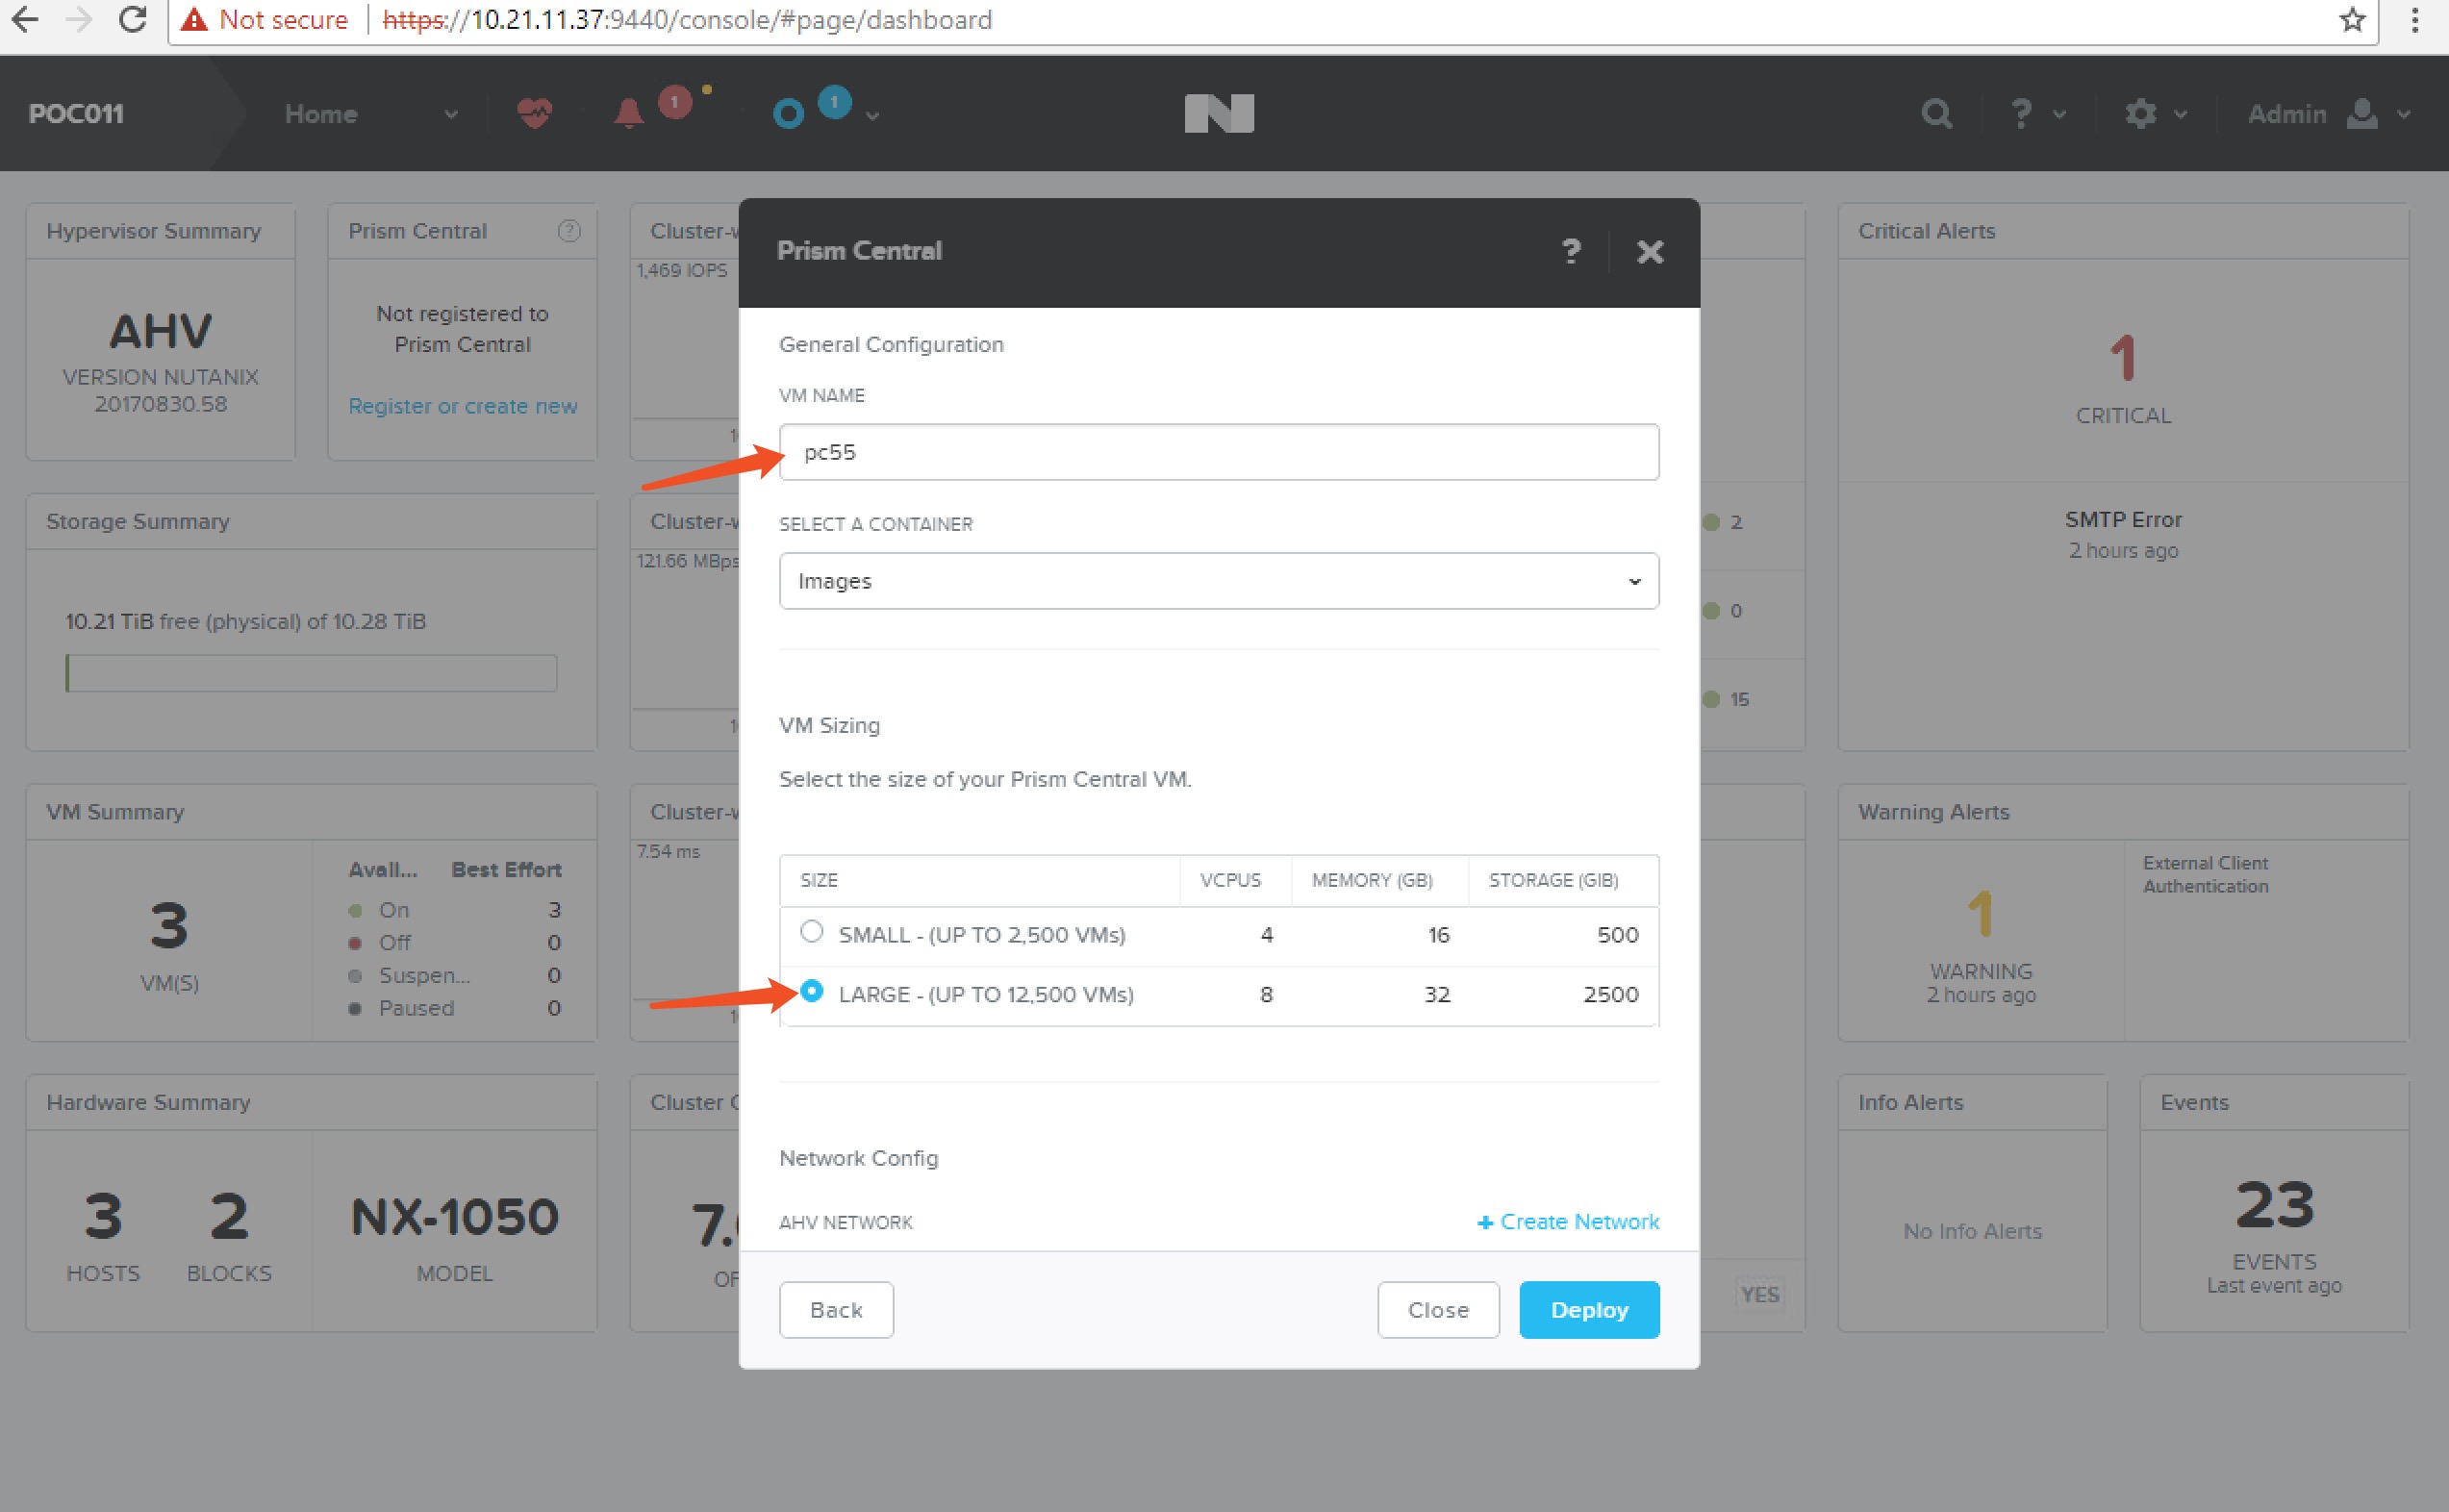 Not secure https://10.21.11.37:9440/console/#page/dashboard
POC011
Home
1
1
?
Admin
Hypervisor Summary
AHV
VERSION NUTANIX
20170830.58
Prism Central ?
Not registered to
Prism Central
Register or create new
1,469 IOPS
Storage Summary
10.21 TiB free (physical) of 10.28 TiB
121.66 MBps
VM Summary
3
VM(S)
Avail... Best Effort
On 3
Off 0
Suspen... 0
Paused 0
7.54 ms
Hardware Summary
3
HOSTS
2
BLOCKS
NX-1050
MODEL
Cluster
Prism Central ?
General Configuration
VM NAME
pc55
SELECT A CONTAINER
Images
VM Sizing
Select the size of your Prism Central VM.
SIZE VCPUS MEMORY (GB) STORAGE (GIB)
SMALL - (UP TO 2,500 VMs) 4 16 500
LARGE - (UP TO 12,500 VMs) 8 32 2500
Network Config
AHV NETWORK + Create Network
Back Close Deploy
2
0
15
YES
Critical Alerts
1
CRITICAL
SMTP Error
2 hours ago
Warning Alerts
1
WARNING
2 hours ago
External Client
Authentication
Info Alerts
No Info Alerts
Events
23
EVENTS
Last event ago